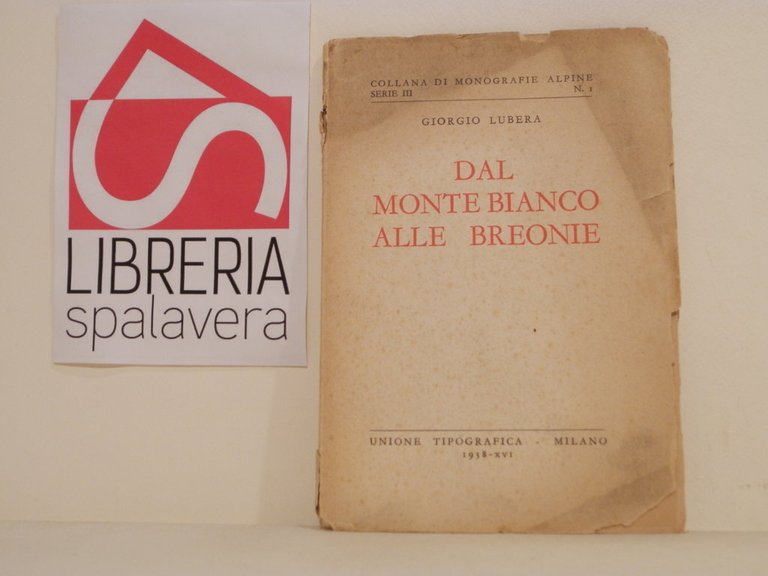 LIBRERIA
spalavera
COLLANA DI MONOGRAFIE ALPINE
SERIE III N. 1
GIORGIO LUBERA
DAL
MONTE BIANCO
ALLE BREONIE
UNIONE TIPOGRAFICA - MILANO
1938-XVI